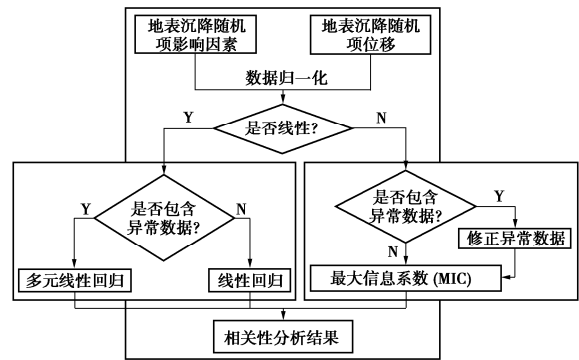 地表沉降随机
项影响因素
地表沉降随机
项位移
数据归一化
是否线性?
Y
N
是否包含
异常数据?
Y
N
多元线性回归
线性回归
是否包含
异常数据?
Y
修正异常数据
N
最大信息系数 (MIC)
相关性分析结果